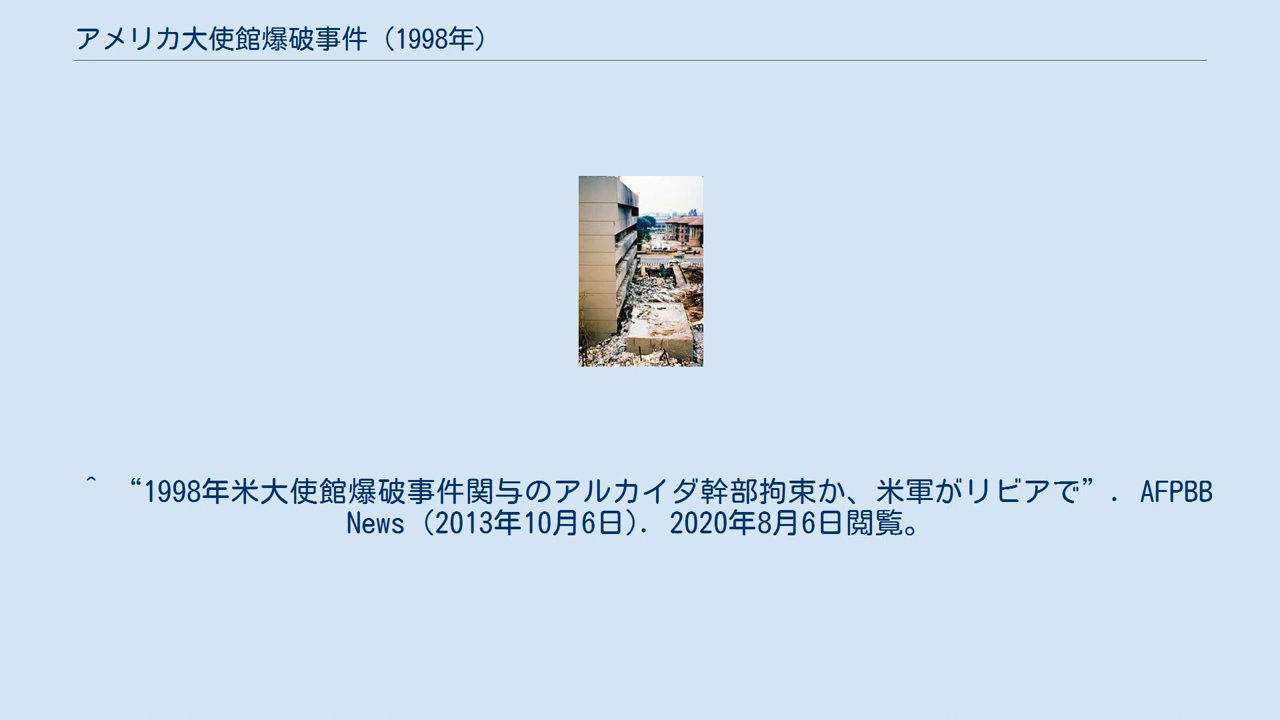 アメリカ大使館爆破事件（1998年）
^ “1998年米大使館爆破事件関与のアルカイダ幹部拘束か、米軍がリビアで”. AFPBB
News (2013年10月6日). 2020年8月6日閲覧。